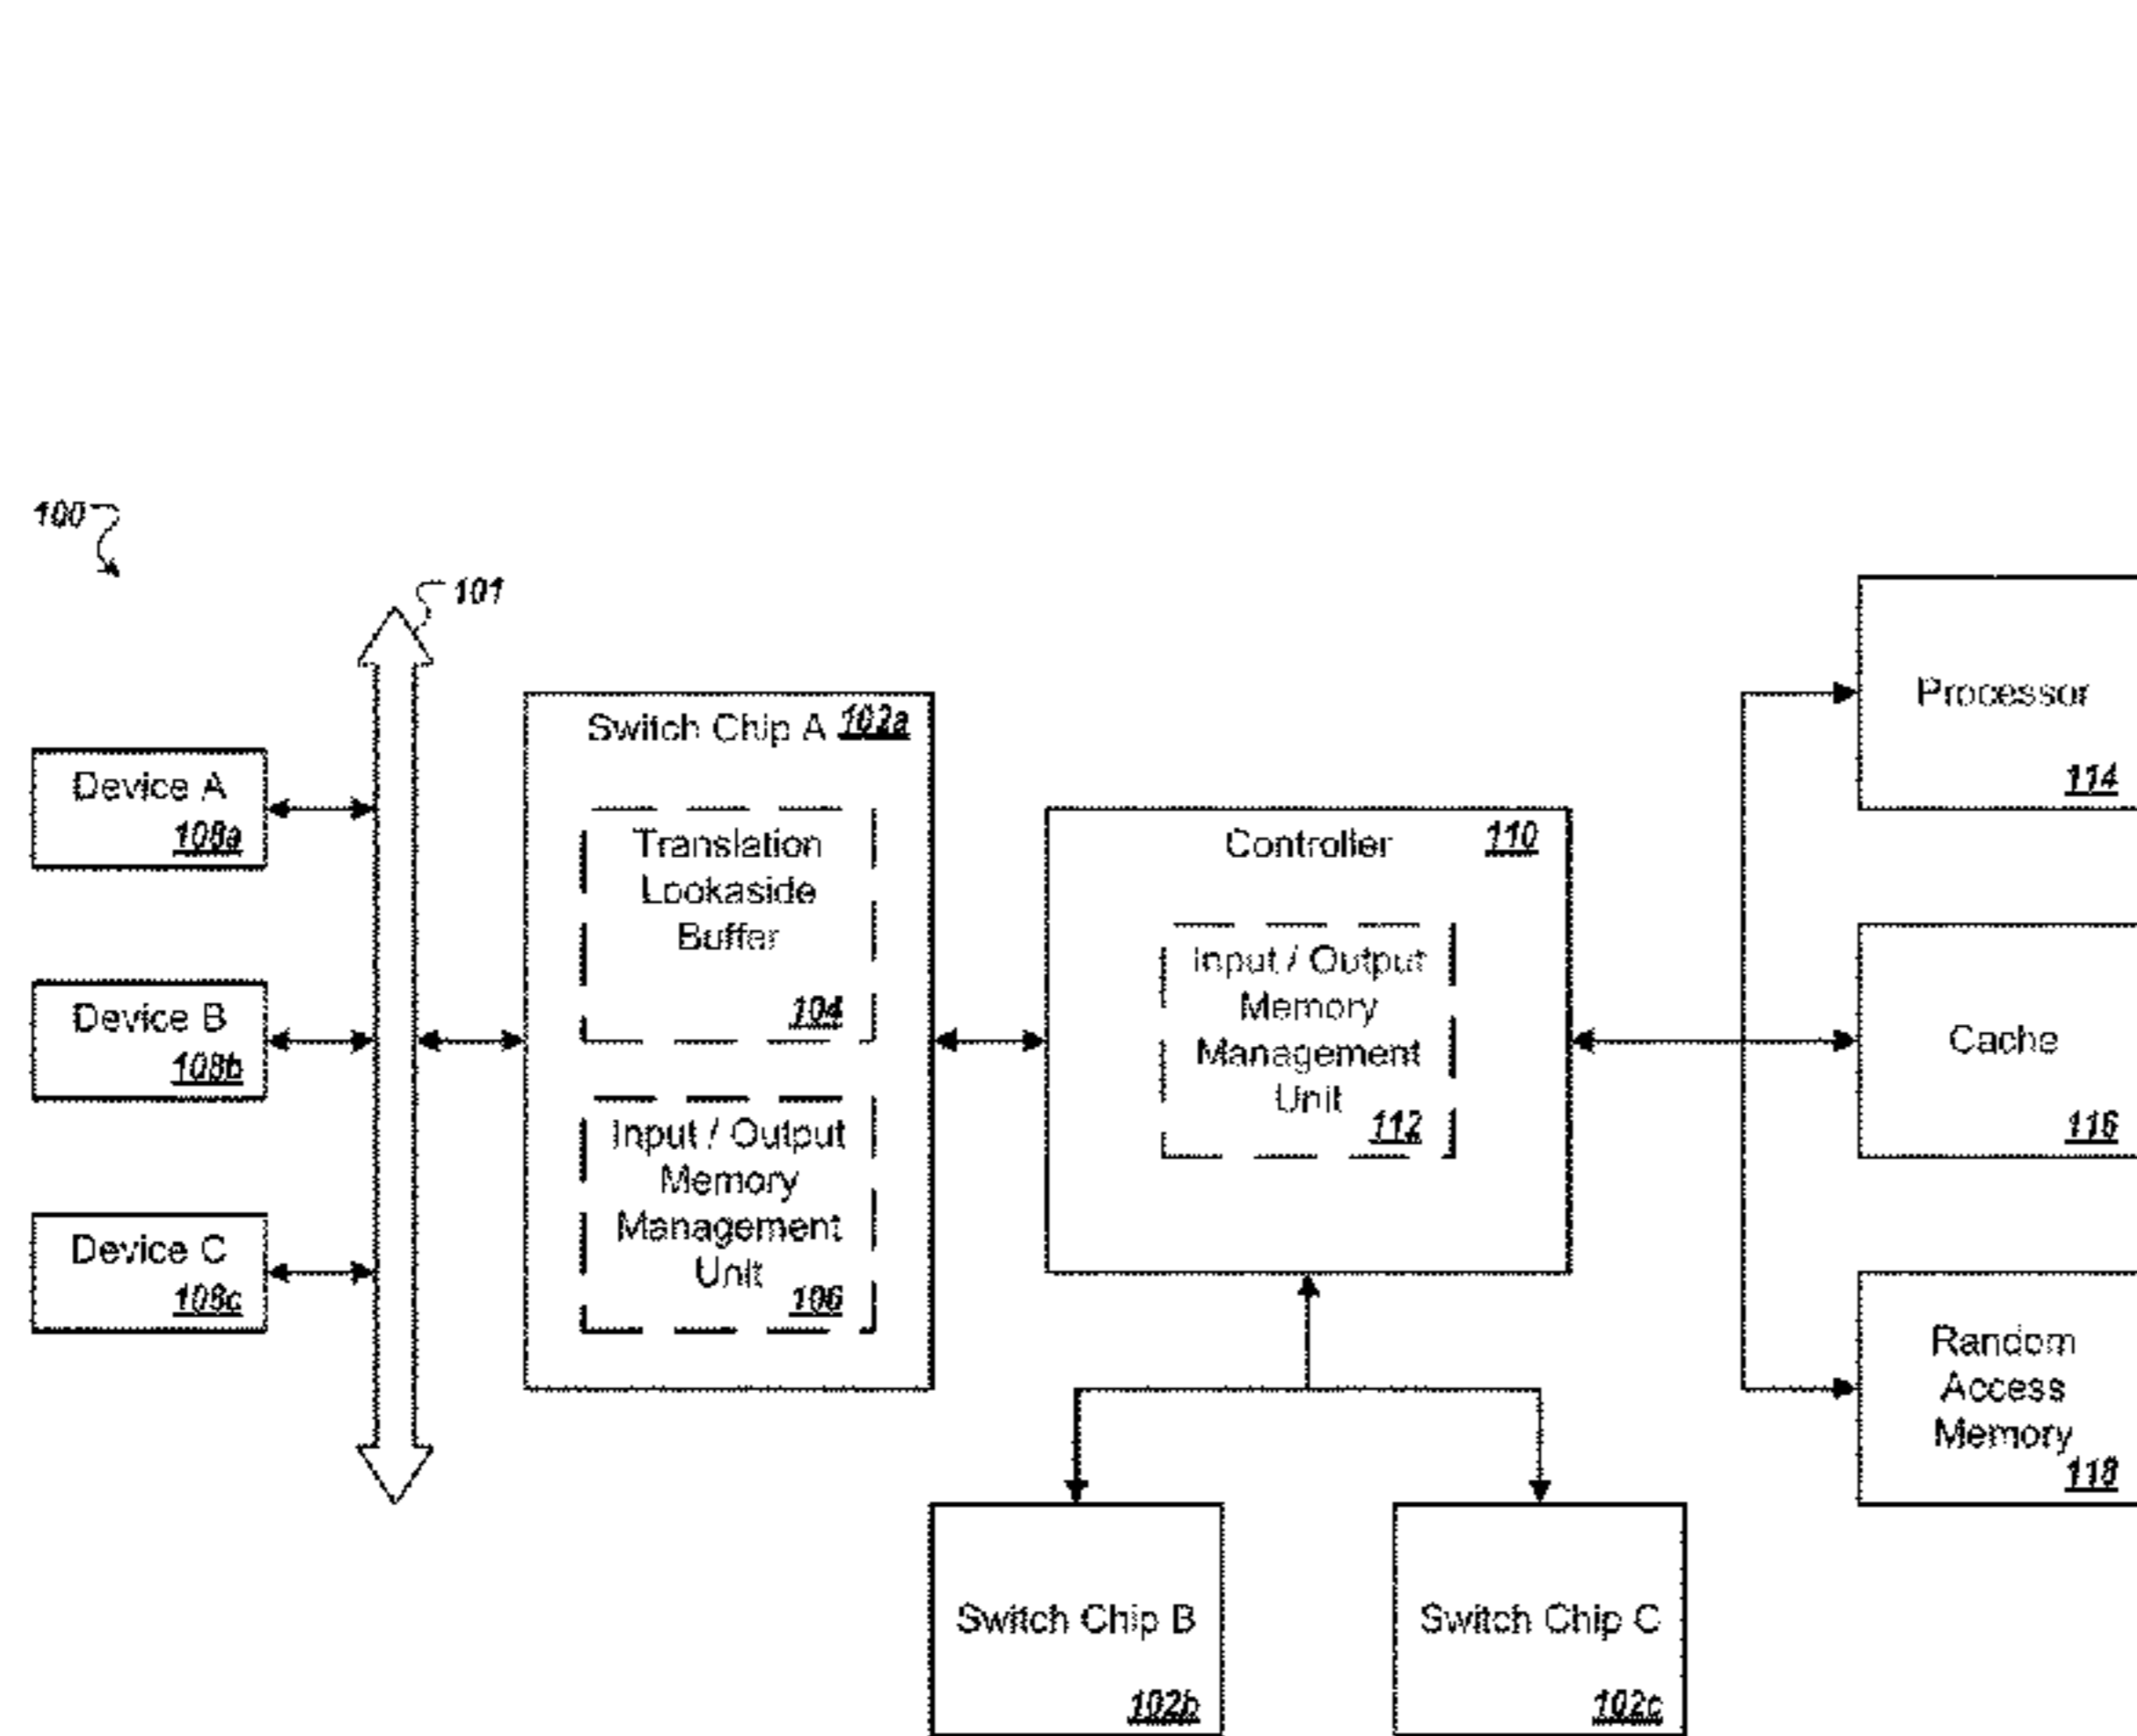 100
101
Device A
108a
Device B
108b
Device C
108c
Switch Chip A 102a
Translation
Lookaside
Buffer
104
Input / Output
Memory
Management
Unit
106
Controller 110
Input / Output
Memory
Management
Unit
112
Processor
114
Cache
116
Random
Access
Memory
118
Switch Chip B
102b
Switch Chip C
102c